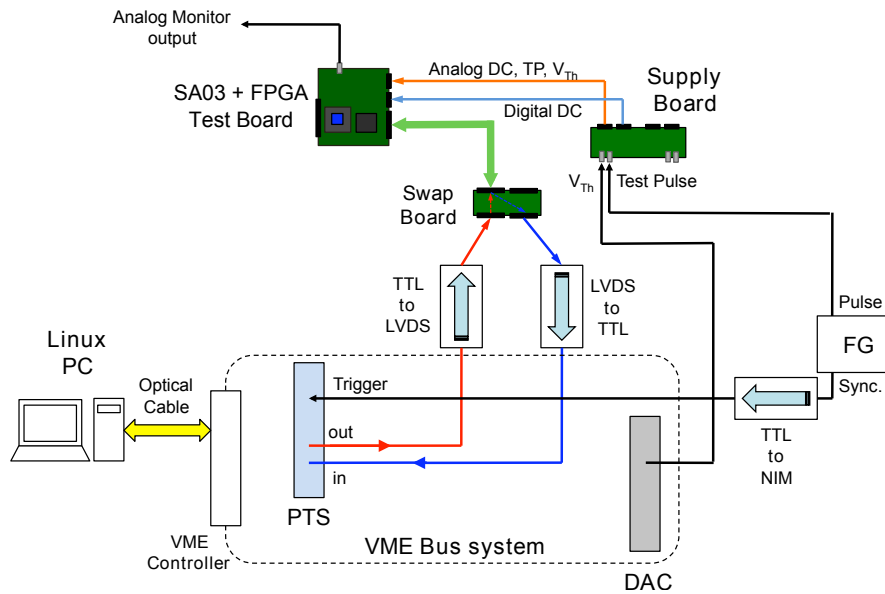 Analog Monitor
output
SA03 + FPGA
Test Board
Analog DC, TP, VTh
Digital DC
Supply
Board
VTh
Test Pulse
Swap
Board
TTL
to
LVDS
LVDS
to
TTL
Pulse
FG
Sync.
Linux
PC
Optical
Cable
Trigger
out
in
PTS
TTL
to
NIM
VME
Controller
VME Bus system
DAC